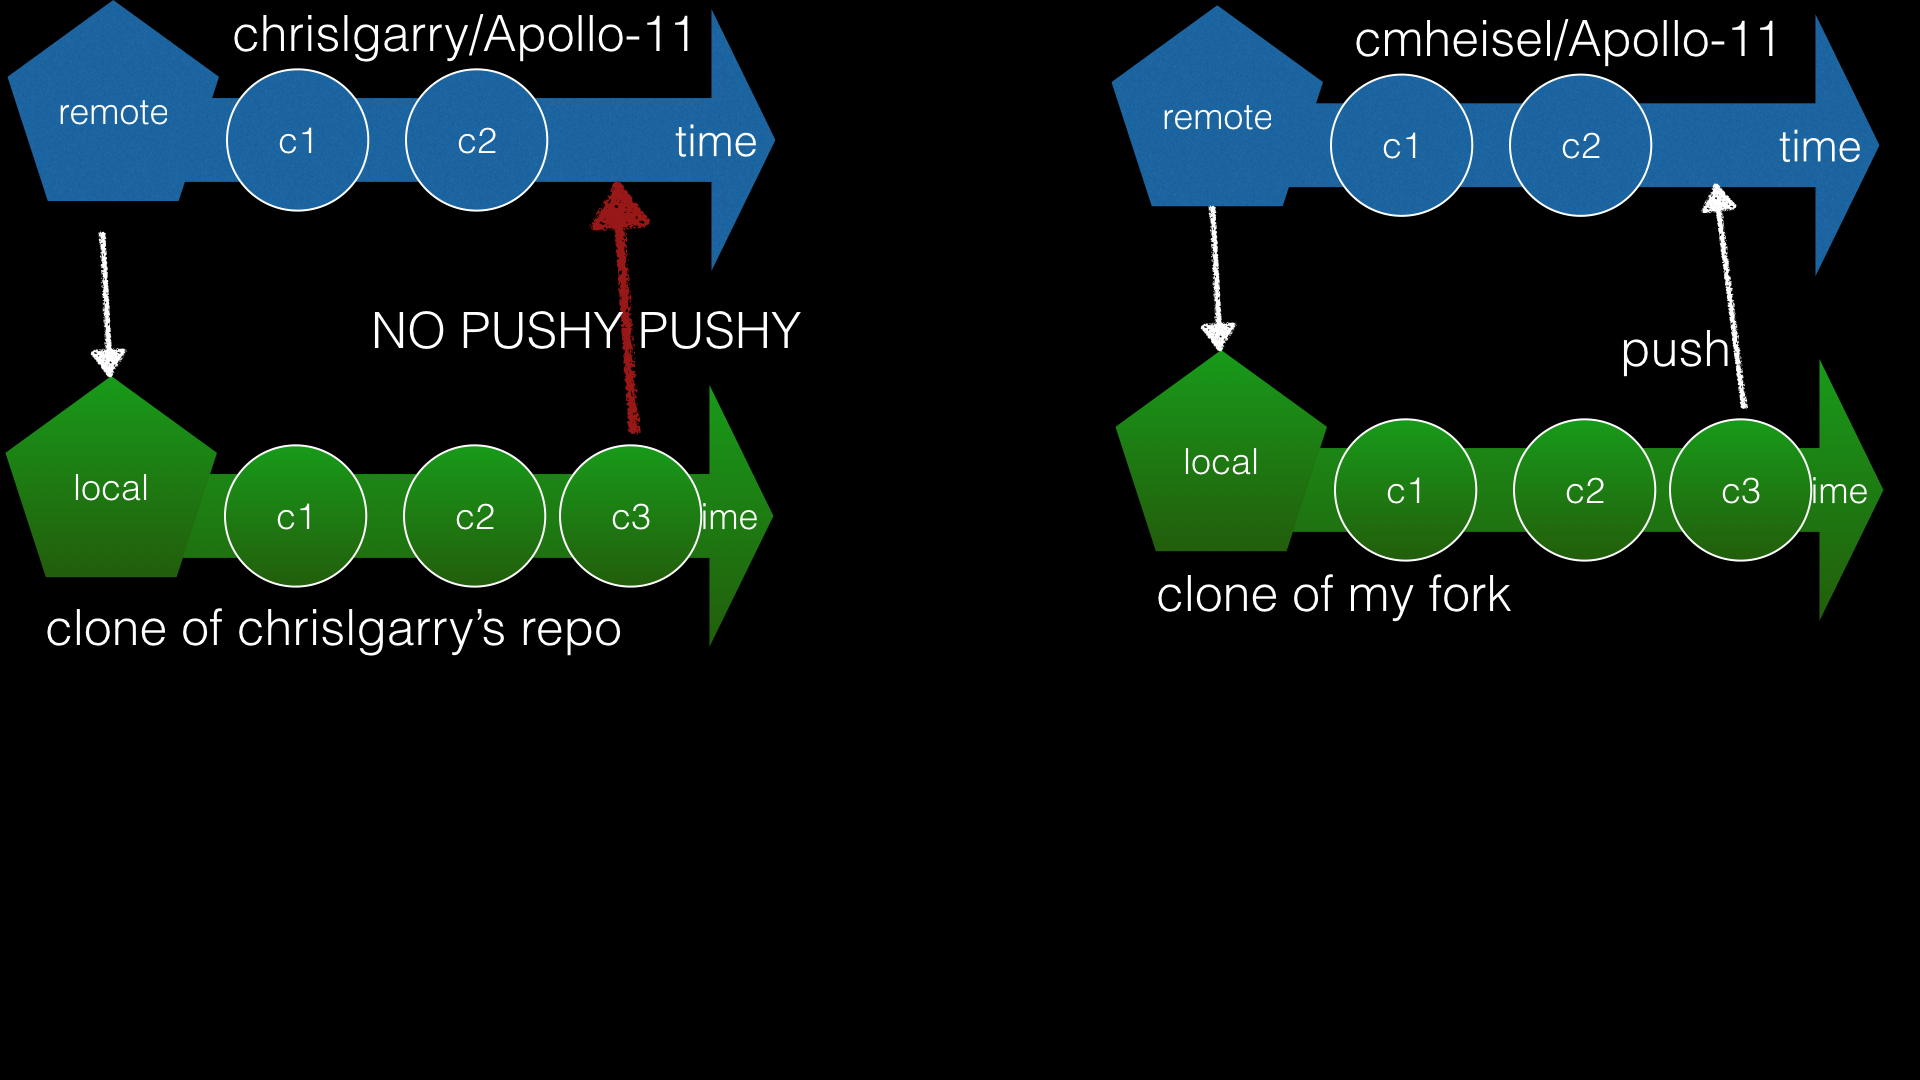 chrislgarry/Apollo-11
remote
c1
c2
time
NO PUSHY PUSHY
local
c1
c2
c3
ime
clone of chrislgarry’s repo
cmheisel/Apollo-11
remote
c1
c2
time
push
local
c1
c2
c3
ime
clone of my fork